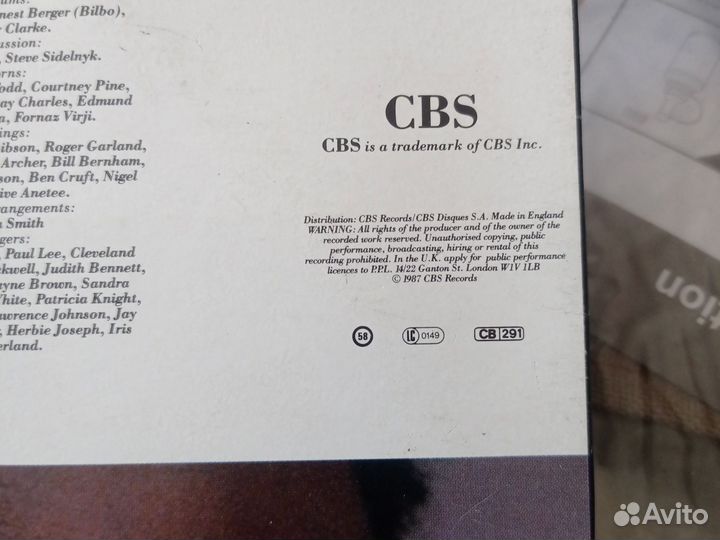 nest Berger (Bilbo),
Clarke.
ussion:
, Steve Sidelnyk.
orns:
odd, Courtney Pine,
ay Charles, Edmund
a, Fornaz Virji.
ings:
ibson, Roger Garland,
Archer, Bill Bernham,
son, Ben Cruft, Nigel
ive Anetee.
rangements:
n Smith
gers:
, Paul Lee, Cleveland
ckwell, Judith Bennett,
ayne Brown, Sandra
White, Patricia Knight,
awrence Johnson, Jay
, Herbie Joseph, Iris
erland.
CBS
CBS is a trademark of CBS Inc.
Distribution: CBS Records/CBS Disques S.A. Made in England
WARNING: All rights of the producer and of the owner of the
recorded work reserved. Unauthorised copying, public
performance, broadcasting, hiring or rental of this
recording prohibited. In the U.K. apply for public performance
licences to P.P.L. 14/22 Ganton St. London W1V 1LB
© 1987 CBS Records
58 LC 0149 CB 291
tion
Avito